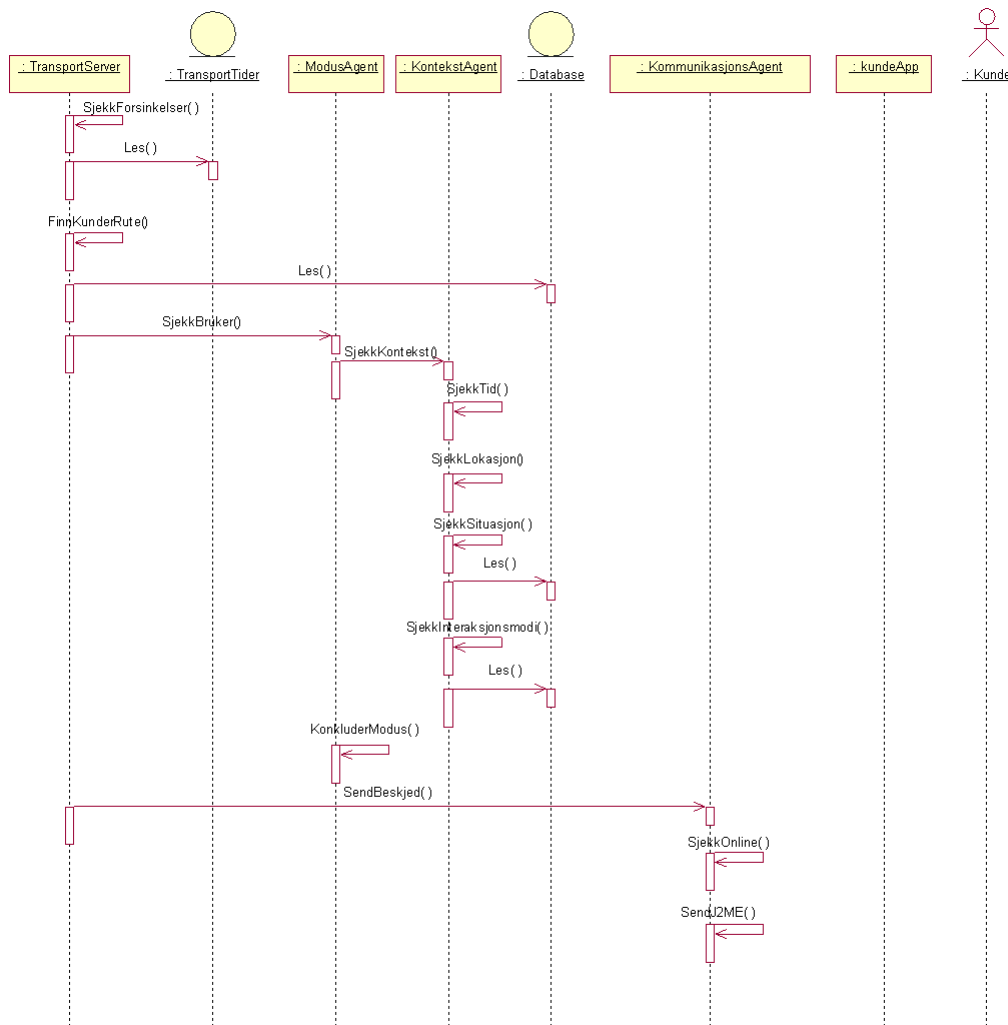 : TransportServer
: TransportTider
: ModusAgent
: KontekstAgent
: Database
: KommunikasjonsAgent
: kundeApp
: Kunde
SjekkForsinkelser( )
Les( )
FinnKunderRute()
Les( )
SjekkBruker()
SjekkKontekst()
SjekkTid( )
SjekkLokasjon()
SjekkSituasjon( )
Les( )
SjekkInteraksjonsmodi( )
Les( )
KonkluderModus( )
SendBeskjed( )
SjekkOnline( )
SendJ2ME( )